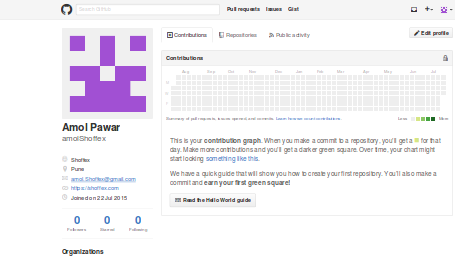 Search GitHub
Pull requests Issues Gist
Contributions Repositories Public activity
Edit profile
Contributions
Aug Sep Oct Nov Dec Jan Feb Mar Apr May Jun Jul
Summary of pull requests, issues opened, and commits. Learn how we count contributions. Less More
Amol Pawar
amolShoftex
Shoftex
Pune
amol.Shoftex@gmail.com
https://shoftex.com
Joined on 22 Jul 2015
0 0 0
Followers Starred Following
Organizations
This is your contribution graph. When you make a commit to a repository, you'll get a for that
day. Make more contributions and you'll get a darker green square. Over time, your chart might
start looking something like this.
We have a quick guide that will show you how to create your first repository. You'll also make a
commit and earn your first green square!
Read the Hello World guide